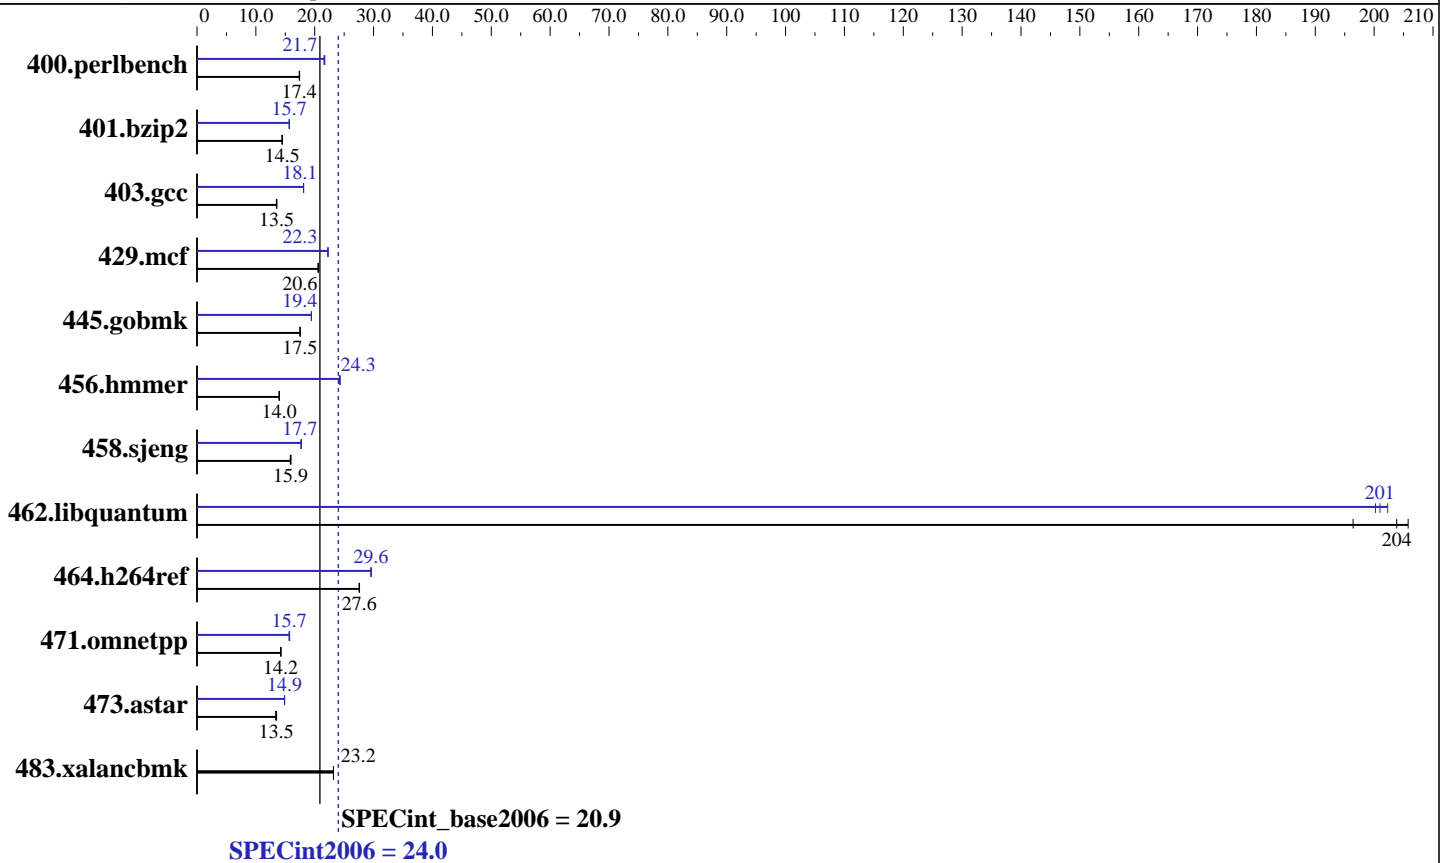 0 10.0 20.0 30.0 40.0 50.0 60.0 70.0 80.0 90.0 100 110 120 130 140 150 160 170 180 190 200 210
21.7
400.perlbench
17.4
15.7
401.bzip2
14.5
18.1
403.gcc
13.5
22.3
429.mcf
20.6
19.4
445.gobmk
17.5
24.3
456.hmmer
14.0
17.7
458.sjeng
15.9
201
462.libquantum
204
29.6
464.h264ref
27.6
15.7
471.omnetpp
14.2
14.9
473.astar
13.5
23.2
483.xalancbmk
SPECint_base2006 = 20.9
SPECint2006 = 24.0